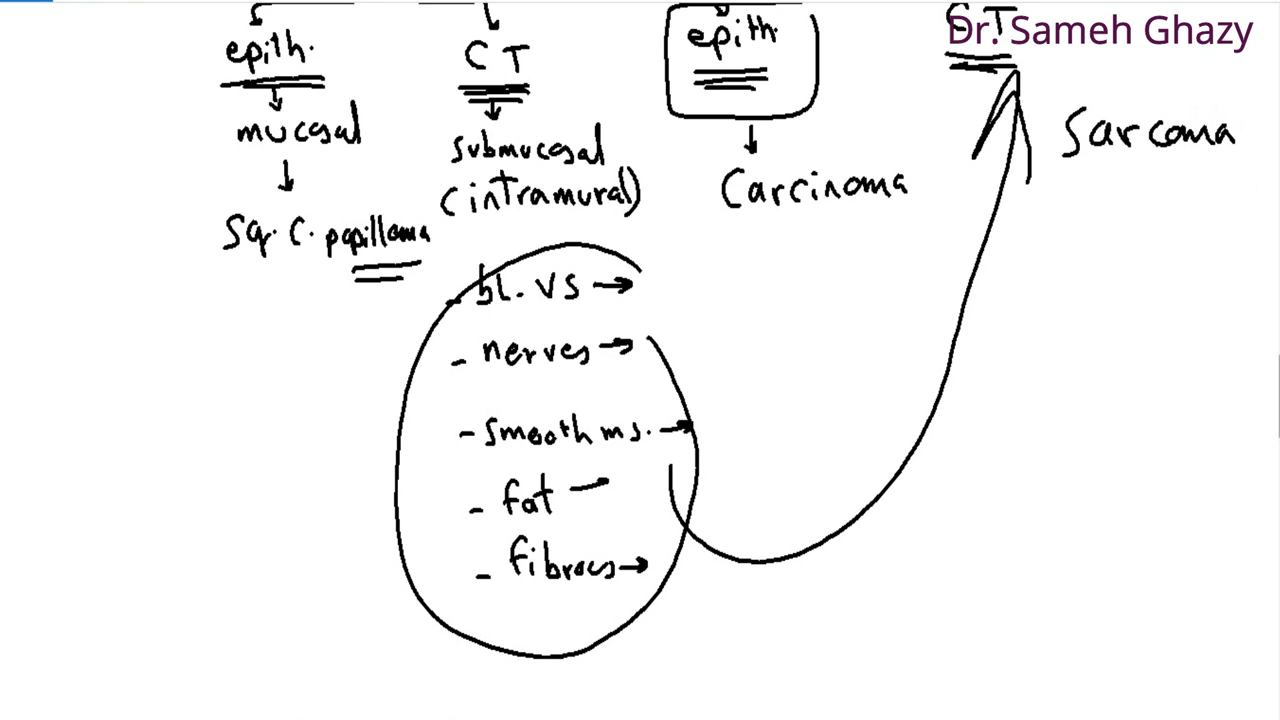 Dr. Sameh Ghazy
epith.
CT
epith.
CT
mucosal
submucosal
(intramural)
Carcinoma
Sarcoma
Sq. C. papilloma
- bl. vs →
- nerves →
- smooth ms. →
- fat –
- fibrous →